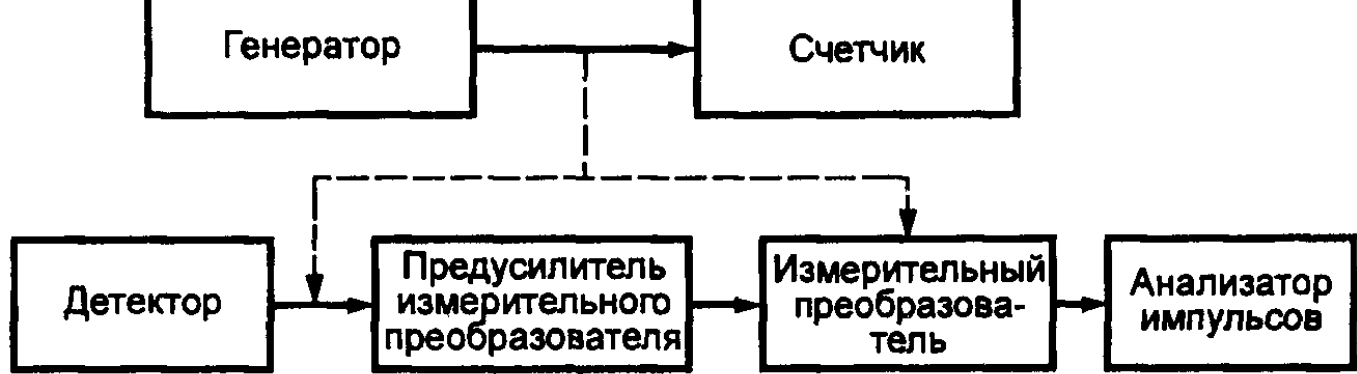 Генератор
Счетчик
Детектор
Предусилитель
измерительного
преобразователя
Измерительный
преобразова-
тель
Анализатор
импульсов